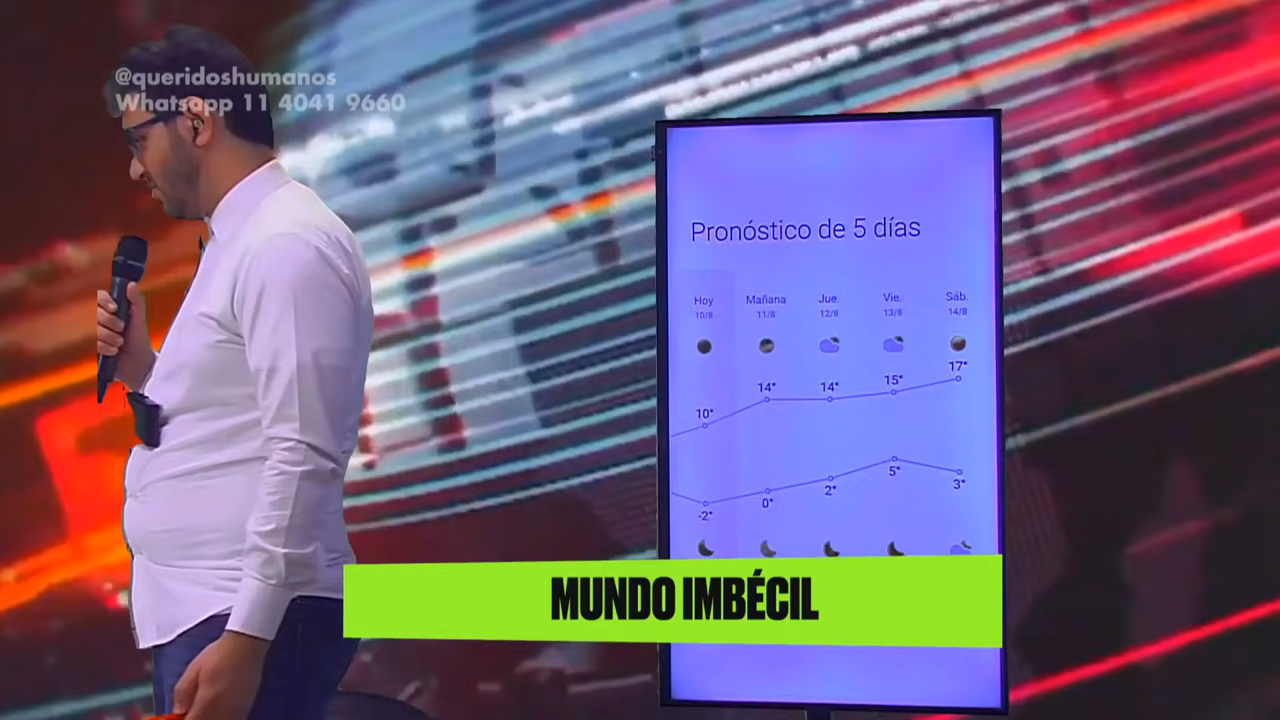 @queridoshumanos
Whatsapp 11 4041 9660
Pronóstico de 5 días
Hoy Mañana Jue. Vie. Sáb.
10/8 11/8 12/8 13/8 14/8
10° 14° 14° 15° 17°
-2° 0° 2° 5° 3°
MUNDO IMBÉCIL